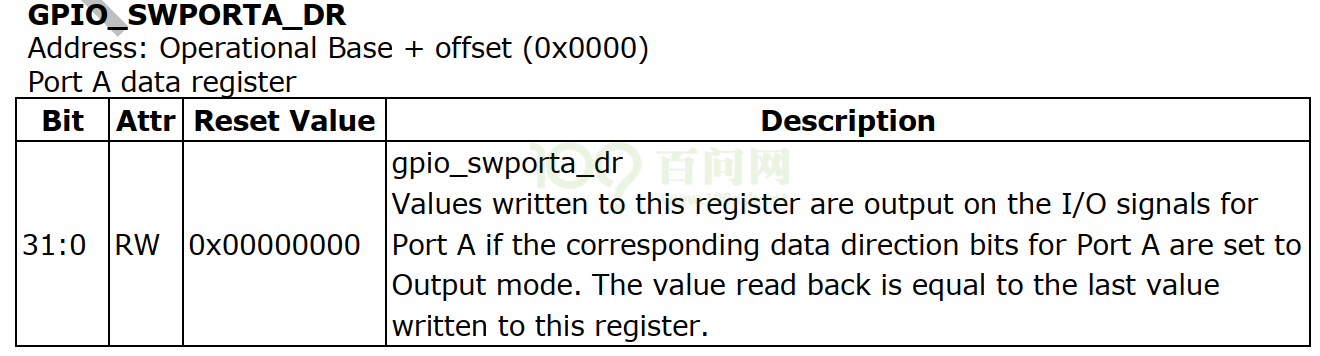 GPIO_SWPORTA_DR
Address: Operational Base + offset (0x0000)
Port A data register
Bit Attr Reset Value Description
gpio_swporta_dr
百问网
Values written to this register are output on the I/O signals for
31:0 RW 0x00000000 Port A if the corresponding data direction bits for Port A are set to
Output mode. The value read back is equal to the last value
written to this register.